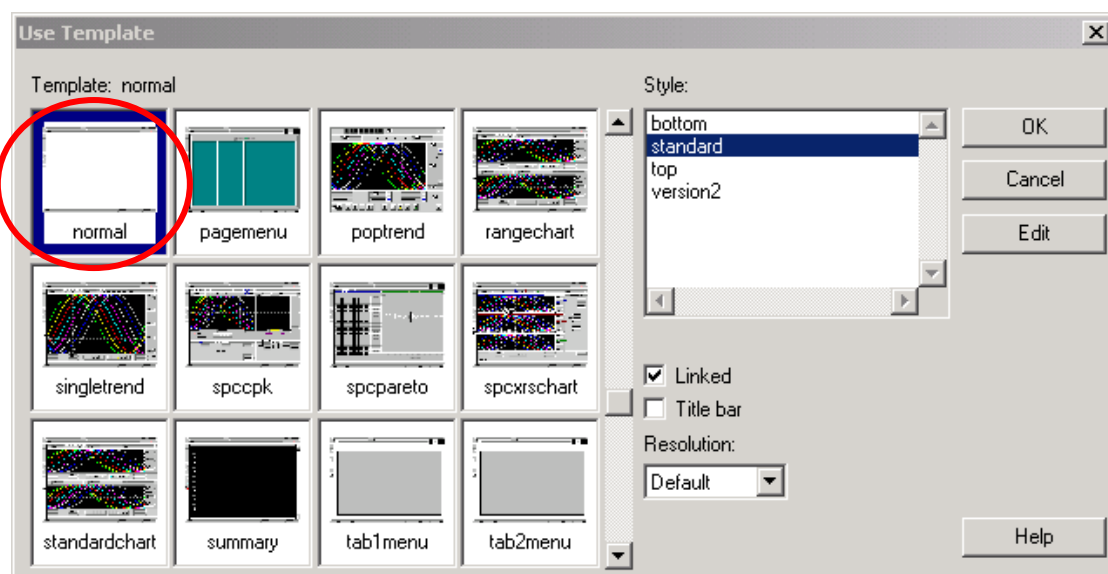 Use Template
Template: normal
normal
pagemenu
poptrend
rangechart
singletrend
spccpk
spcpareto
spcxrschart
standardchart
summary
tab1menu
tab2menu
Style:
bottom
standard
top
version2
Linked
Title bar
Resolution:
Default
OK
Cancel
Edit
Help